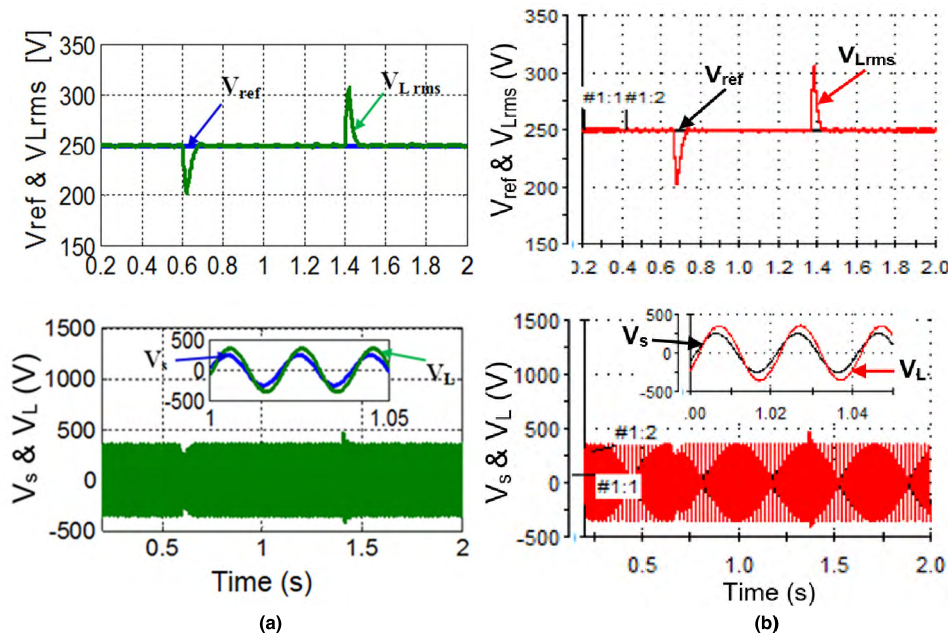 350
300
250
200
150
Vref & VLrms [V]
Vref
VL rms
0.2 0.4 0.6 0.8 1 1.2 1.4 1.6 1.8 2
350
300
250
200
150
Vref & VLrms (V)
#1:1 #1:2
Vref
VLrms
0.2 0.4 0.6 0.8 1.0 1.2 1.4 1.6 1.8 2.0
1500
1000
500
0
-500
Vs & VL (V)
500
0
-500
Vs
VL
1 1.05
0.5 1 1.5 2
Time (s)
(a)
1500
1000
500
0
-500
Vs & VL (V)
500
0
-500
Vs
VL
.00 1.02 1.04
#1:2
#1:1
0.5 1.0 1.5 2.0
Time (s)
(b)